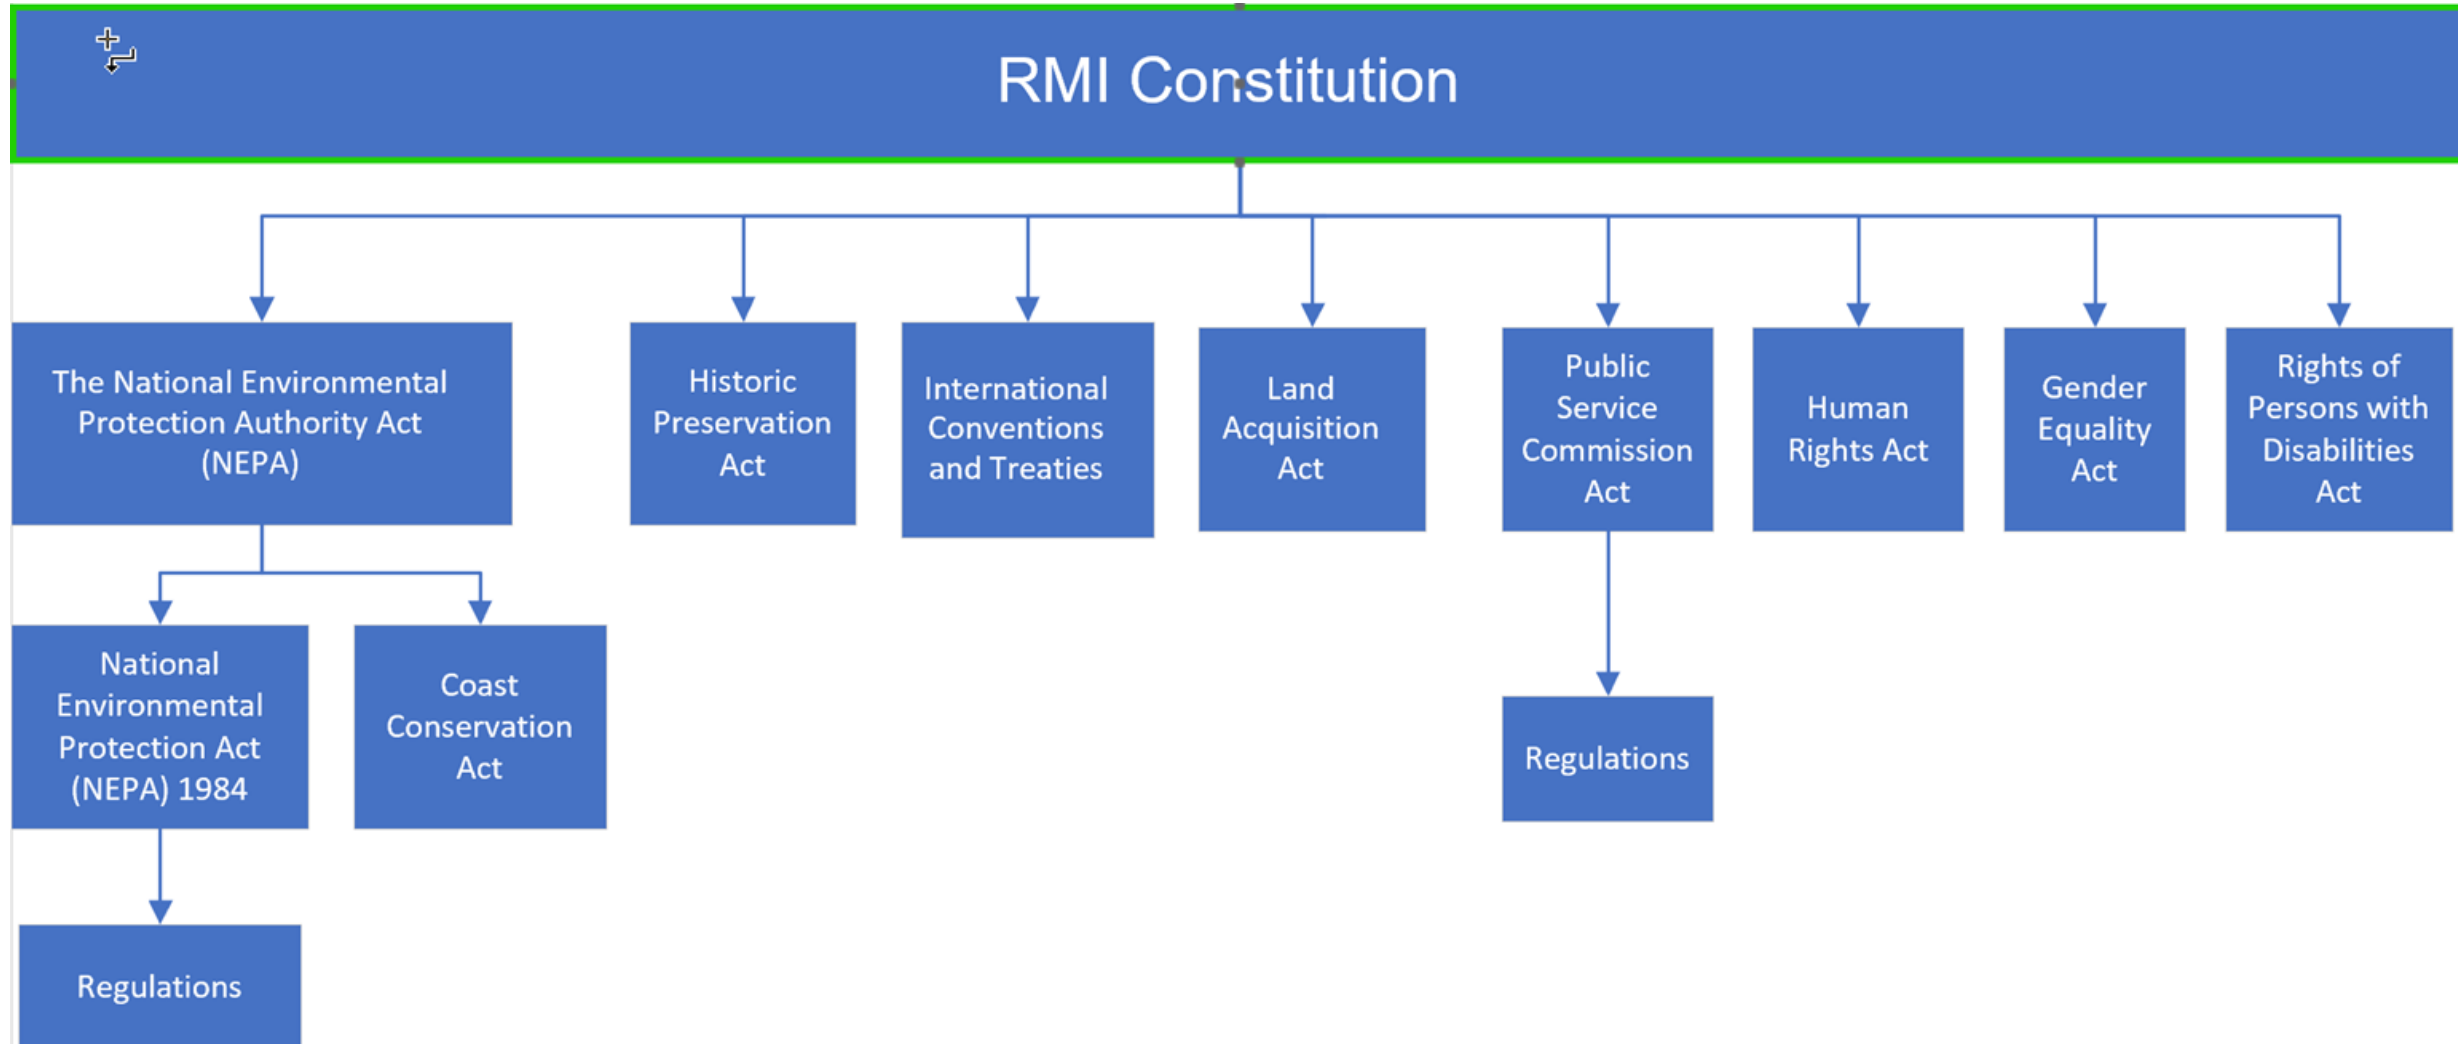 RMI Constitution
The National Environmental
Protection Authority Act
(NEPA)
Historic
Preservation
Act
International
Conventions
and Treaties
Land
Acquisition
Act
Public
Service
Commission
Act
Human
Rights Act
Gender
Equality
Act
Rights of
Persons with
Disabilities
Act
National
Environmental
Protection Act
(NEPA) 1984
Coast
Conservation
Act
Regulations
Regulations